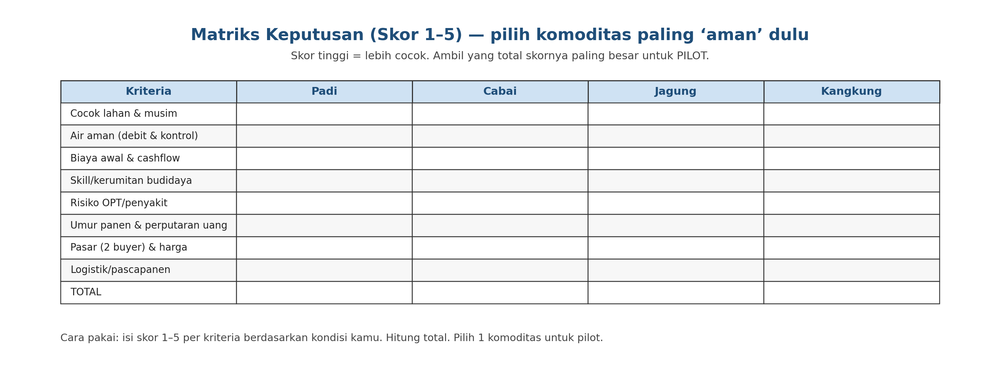 Matriks Keputusan (Skor 1–5) — pilih komoditas paling ‘aman’ dulu
Skor tinggi = lebih cocok. Ambil yang total skornya paling besar untuk PILOT.
Kriteria Padi Cabai Jagung Kangkung
Cocok lahan & musim
Air aman (debit & kontrol)
Biaya awal & cashflow
Skill/kerumitan budidaya
Risiko OPT/penyakit
Umur panen & perputaran uang
Pasar (2 buyer) & harga
Logistik/pascapanen
TOTAL
Cara pakai: isi skor 1–5 per kriteria berdasarkan kondisi kamu. Hitung total. Pilih 1 komoditas untuk pilot.